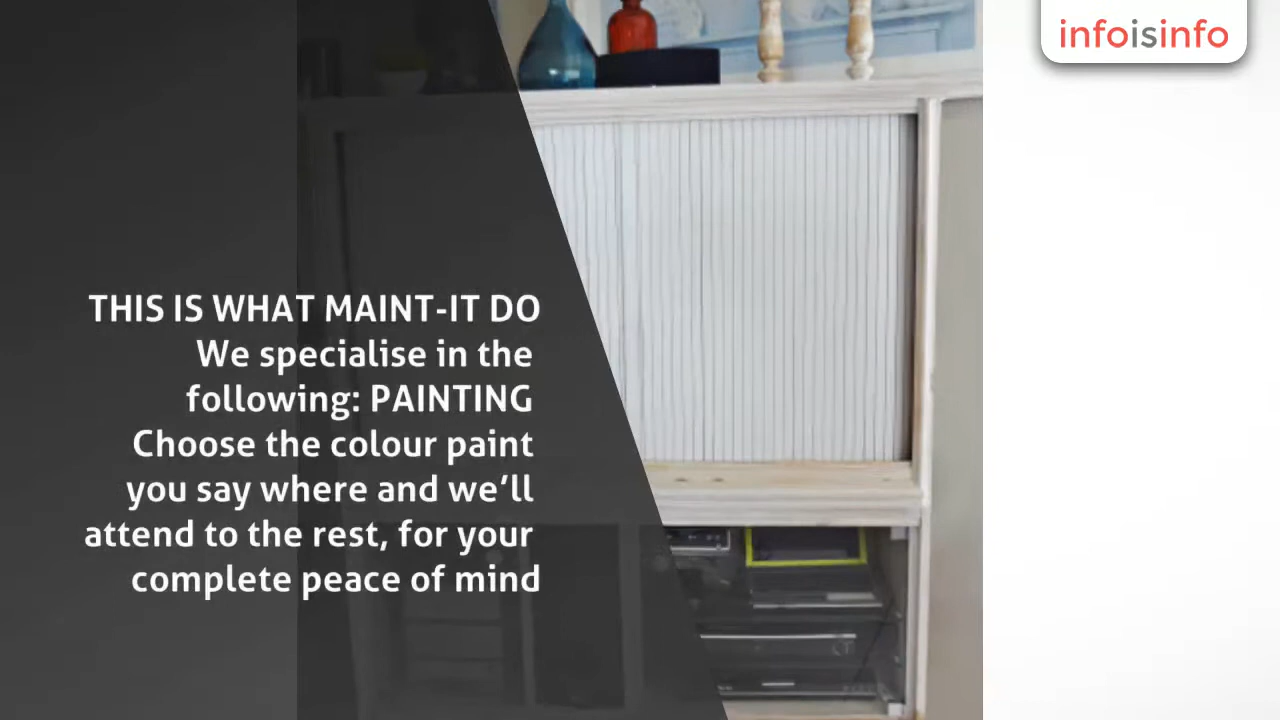 infoisinfo
THIS IS WHAT MAINT-IT DO
We specialise in the
following: PAINTING
Choose the colour paint
you say where and we’ll
attend to the rest, for your
complete peace of mind